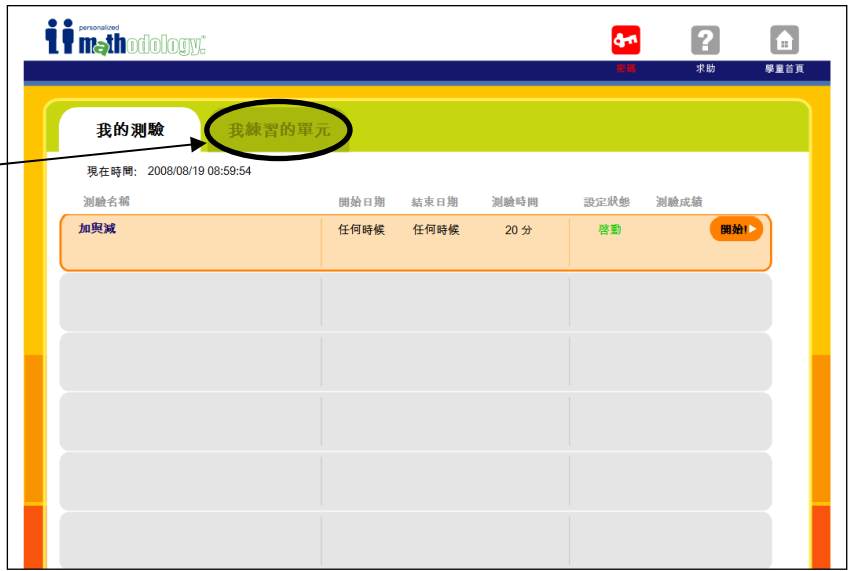 personalized
mathodology™
密碼 求助 學童首頁
我的測驗 我練習的單元
現在時間: 2008/08/19 08:59:54
測驗名稱 開始日期 結束日期 測驗時間 設定狀態 測驗成績
加與減 任何時候 任何時候 20 分 啓動 開始!